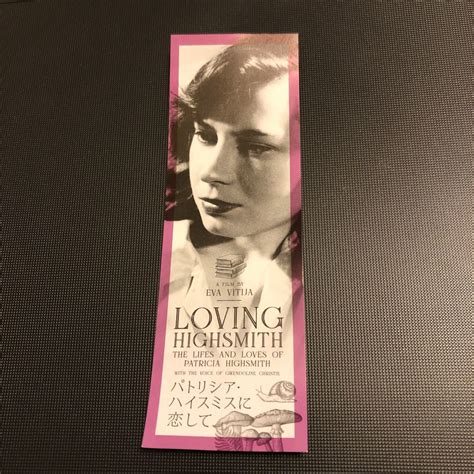 A FILM BY
EVA VITIJA
LOVING
HIGHSMITH
THE LIFES AND LOVES OF
PATRICIA HIGHSMITH
WITH THE VOICE OF GWENDOLINE CHRISTIE
パトリシア・
ハイスミスに
恋して